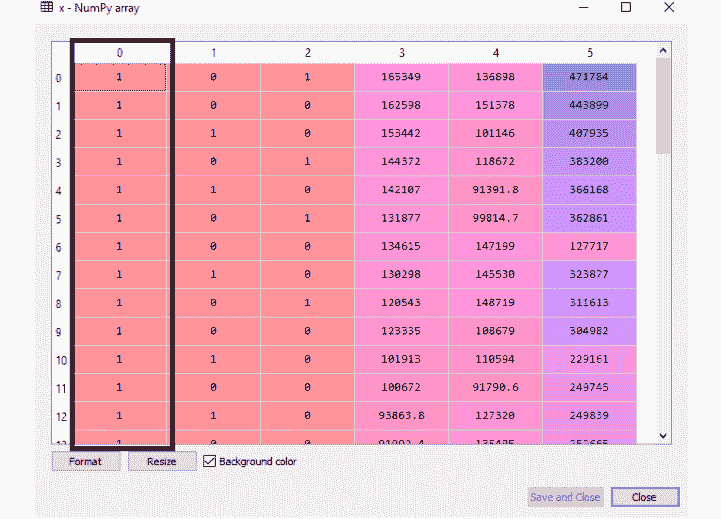 x - NumPy array
0 1 2 3 4 5
0 1 0 1 165349 136898 471784
1 1 0 0 162598 151378 443899
2 1 1 0 153442 101146 407935
3 1 0 1 144372 118672 383200
4 1 1 0 142107 91391.8 366168
5 1 0 1 131877 99814.7 362861
6 1 0 0 134615 147199 127717
7 1 1 0 130298 145530 323877
8 1 0 1 120543 148719 311613
9 1 0 0 123335 108679 304982
10 1 1 0 101913 110594 229161
11 1 0 0 100672 91790.6 249745
12 1 1 0 93863.8 127320 249839
Format Resize Background color
Save and Close Close